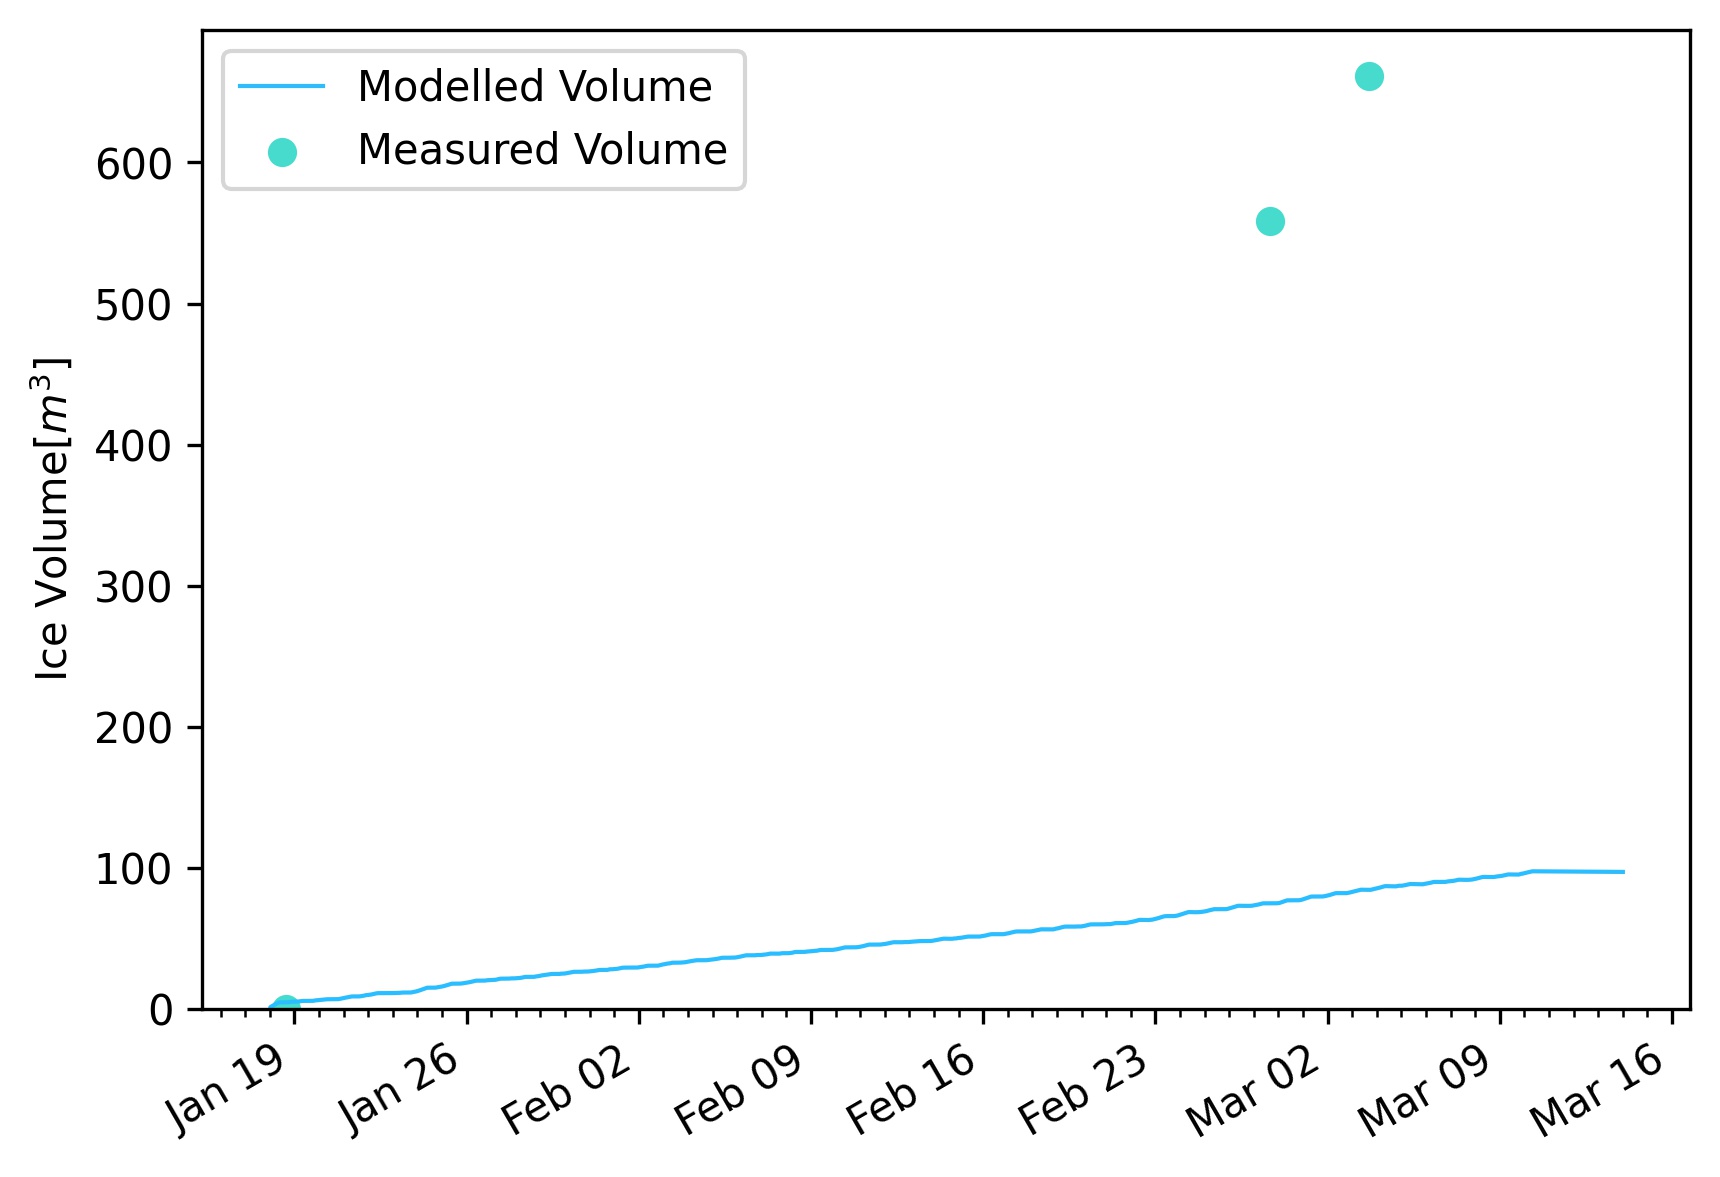 Modelled Volume
Measured Volume
Ice Volume[$m^3$]
600
500
400
300
200
100
0
Jan 19
Jan 26
Feb 02
Feb 09
Feb 16
Feb 23
Mar 02
Mar 09
Mar 16